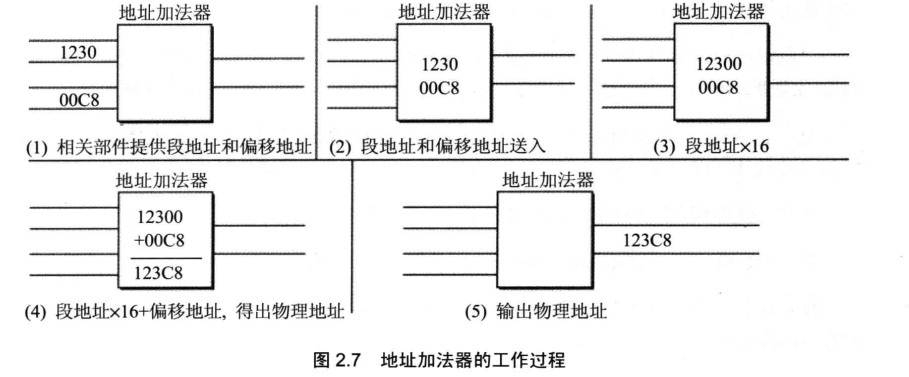 地址加法器
1230
00C8
(1) 相关部件提供段地址和偏移地址
地址加法器
1230
00C8
(2) 段地址和偏移地址送入
地址加法器
12300
00C8
(3) 段地址×16
地址加法器
12300
+00C8
123C8
(4) 段地址×16+偏移地址, 得出物理地址
地址加法器
123C8
(5) 输出物理地址
图 2.7 地址加法器的工作过程